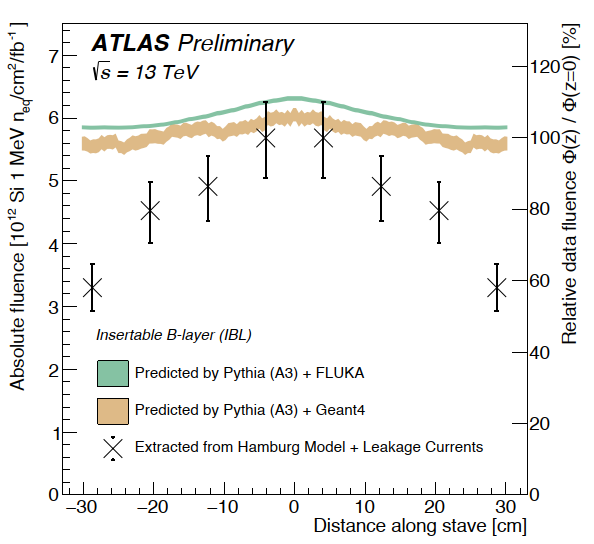 ATLAS Preliminary
√s = 13 TeV
Absolute fluence [10¹² Si 1 MeV n_eq/cm²/fb⁻¹]
7
6
5
4
3
2
1
0
Relative data fluence Φ(z) / Φ(z=0) [%]
120
100
80
60
40
20
0
Insertable B-layer (IBL)
Predicted by Pythia (A3) + FLUKA
Predicted by Pythia (A3) + Geant4
Extracted from Hamburg Model + Leakage Currents
−30 −20 −10 0 10 20 30
Distance along stave [cm]